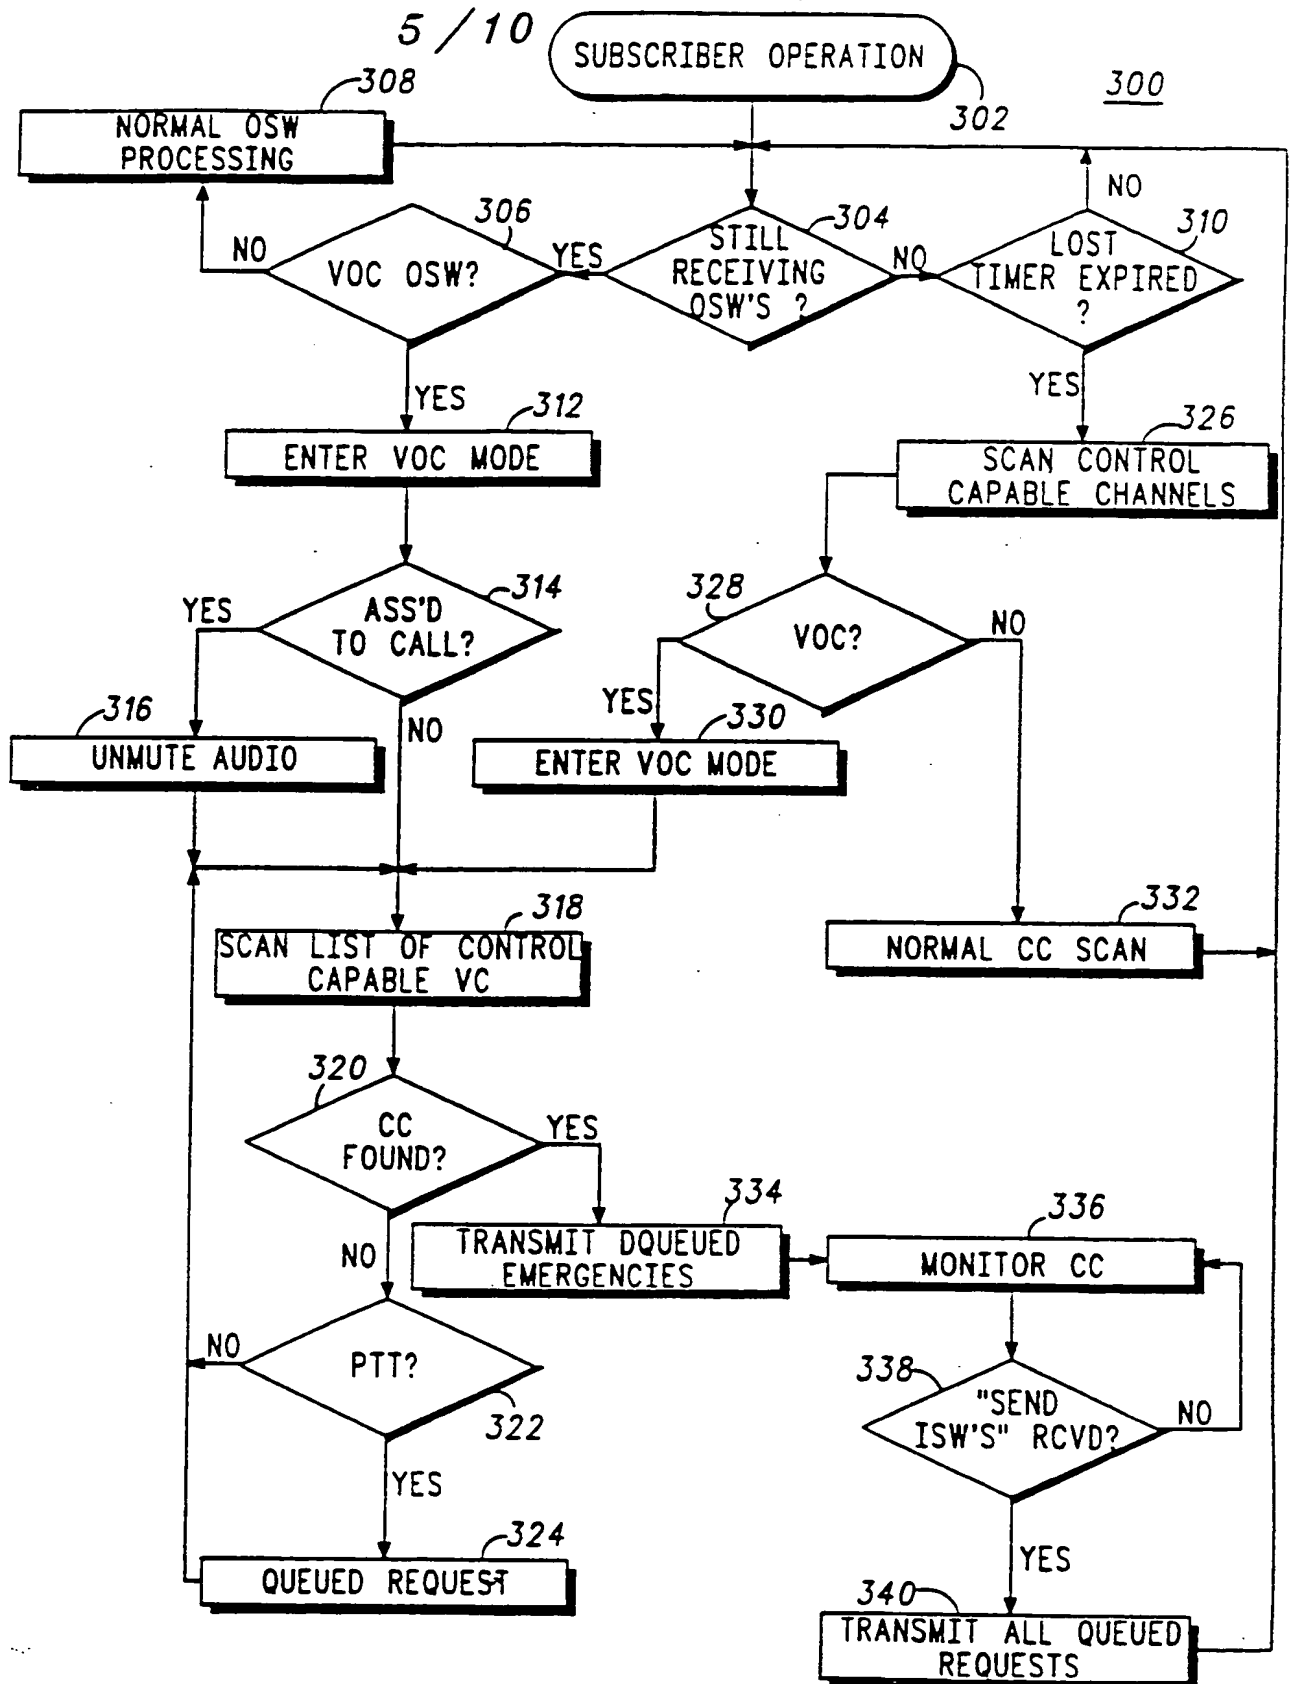 5/10
SUBSCRIBER OPERATION
302
300
308
NORMAL OSW
PROCESSING
NO
306
VOC OSW?
YES
304
STILL
RECEIVING
OSW'S ?
NO
310
LOST
TIMER EXPIRED
?
NO
YES
YES
312
ENTER VOC MODE
326
SCAN CONTROL
CAPABLE CHANNELS
314
ASS'D
TO CALL?
YES
NO
328
VOC?
NO
YES
316
UNMUTE AUDIO
330
ENTER VOC MODE
318
SCAN LIST OF CONTROL
CAPABLE VC
332
NORMAL CC SCAN
320
CC
FOUND?
YES
NO
334
TRANSMIT DQUEUED
EMERGENCIES
336
MONITOR CC
NO
PTT?
322
YES
338
"SEND
ISW'S" RCVD?
NO
YES
324
QUEUED REQUEST
340
TRANSMIT ALL QUEUED
REQUESTS